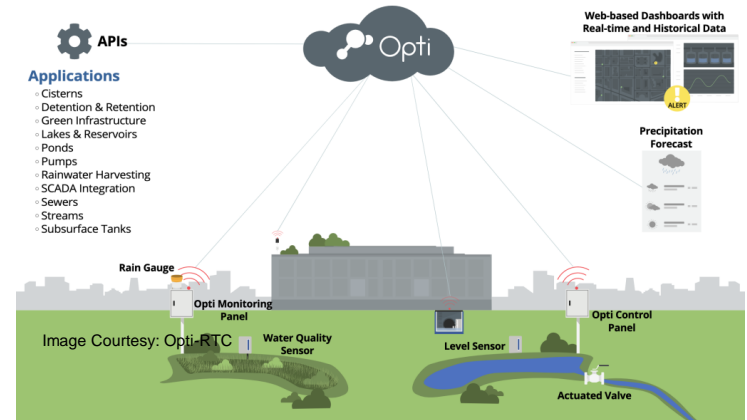 APIs
Opti
Web-based Dashboards with
Real-time and Historical Data
ALERT
Applications
◦ Cisterns
◦ Detention & Retention
◦ Green Infrastructure
◦ Lakes & Reservoirs
◦ Ponds
◦ Pumps
◦ Rainwater Harvesting
◦ SCADA Integration
◦ Sewers
◦ Streams
◦ Subsurface Tanks
Precipitation
Forecast
Rain Gauge
Opti Monitoring
Panel
Opti Control
Panel
Image Courtesy: Opti-RTC
Water Quality
Sensor
Level Sensor
Actuated Valve